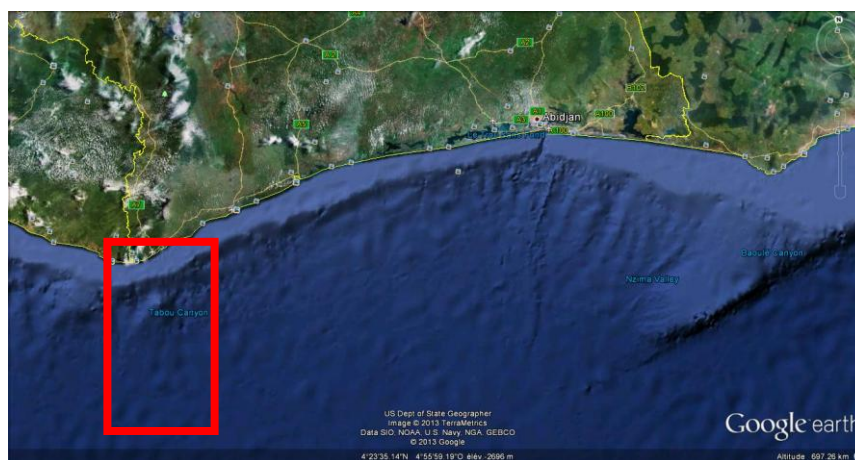 Abidjan
Baoule Canyon
Nzima Valley
Tabou Canyon
US Dept of State Geographer
Image © 2013 TerraMetrics
Data SIO, NOAA, U.S. Navy, NGA, GEBCO
© 2013 Google
Google earth
4°23'35.14"N 4°55'59.19"O élév. -2696 m
Altitude 697.26 km